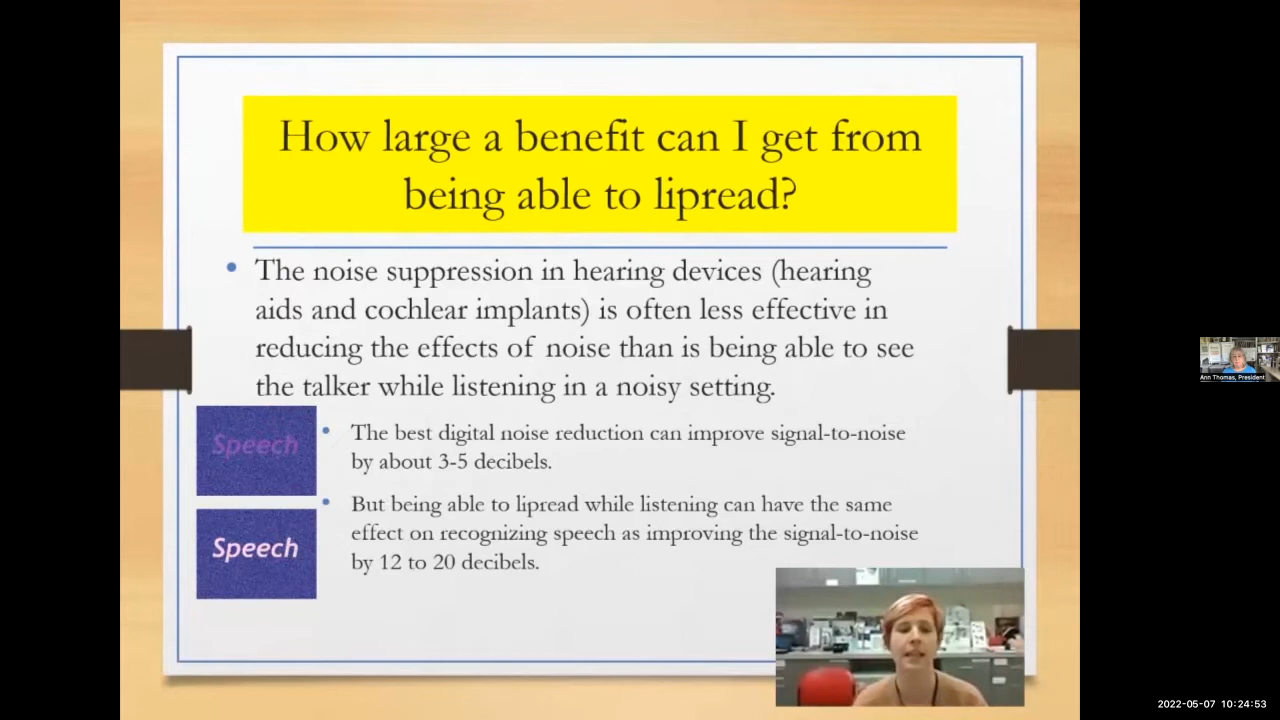 How large a benefit can I get from
being able to lipread?
• The noise suppression in hearing devices (hearing
aids and cochlear implants) is often less effective in
reducing the effects of noise than is being able to see
the talker while listening in a noisy setting.
Speech
• The best digital noise reduction can improve signal-to-noise
by about 3-5 decibels.
Speech
• But being able to lipread while listening can have the same
effect on recognizing speech as improving the signal-to-noise
by 12 to 20 decibels.
Ann Thomas, President
2022-05-07 10:24:53